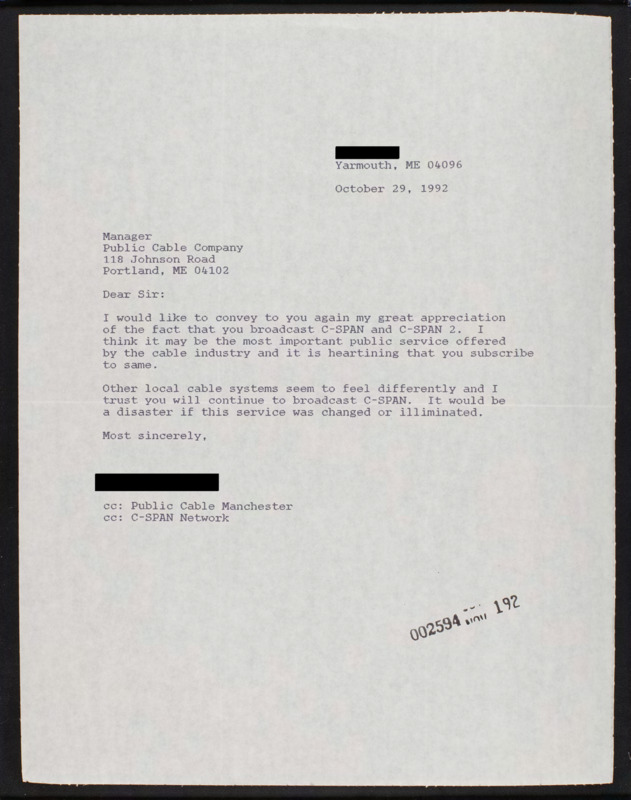 Yarmouth, ME 04096
October 29, 1992
Manager
Public Cable Company
118 Johnson Road
Portland, ME 04102
Dear Sir:
I would like to convey to you again my great appreciation
of the fact that you broadcast C-SPAN and C-SPAN 2. I
think it may be the most important public service offered
by the cable industry and it is heartining that you subscribe
to same.
Other local cable systems seem to feel differently and I
trust you will continue to broadcast C-SPAN. It would be
a disaster if this service was changed or illiminated.
Most sincerely,
cc: Public Cable Manchester
cc: C-SPAN Network
002594 192